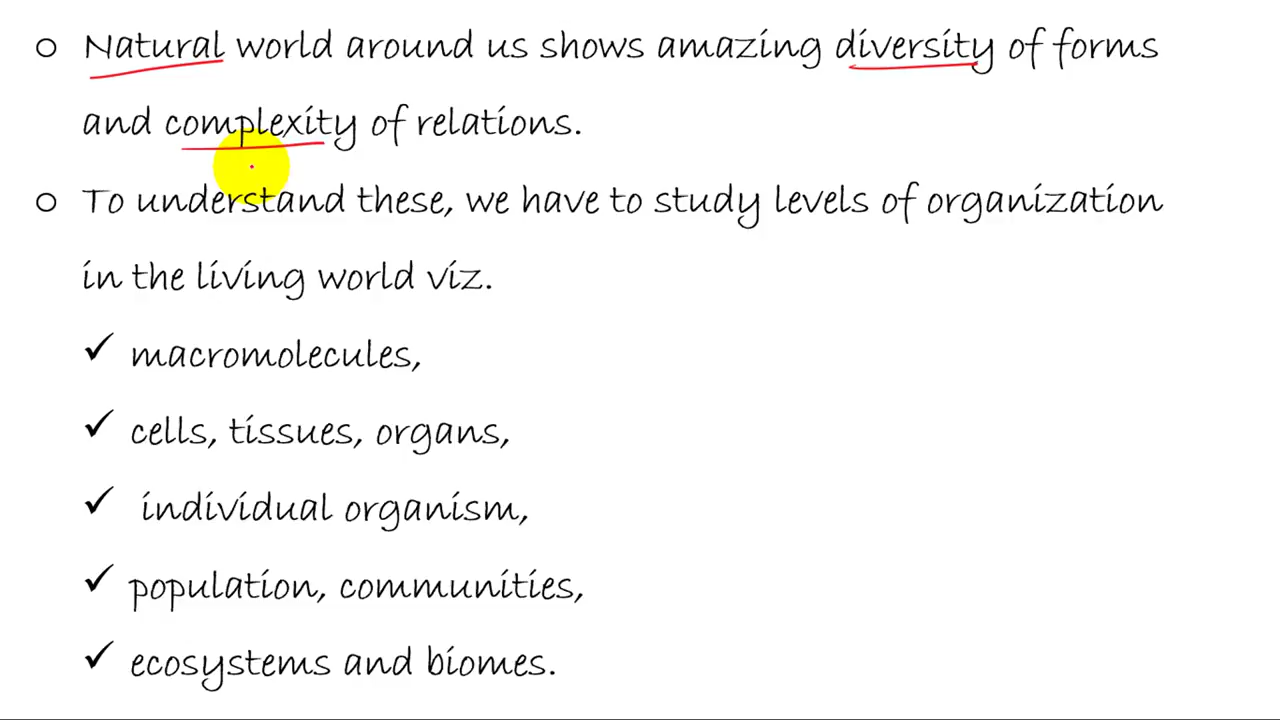 ○ Natural world around us shows amazing diversity of forms
and complexity of relations.
○ To understand these, we have to study levels of organization
in the living world viz.
✓ macromolecules,
✓ cells, tissues, organs,
✓ individual organism,
✓ population, communities,
✓ ecosystems and biomes.